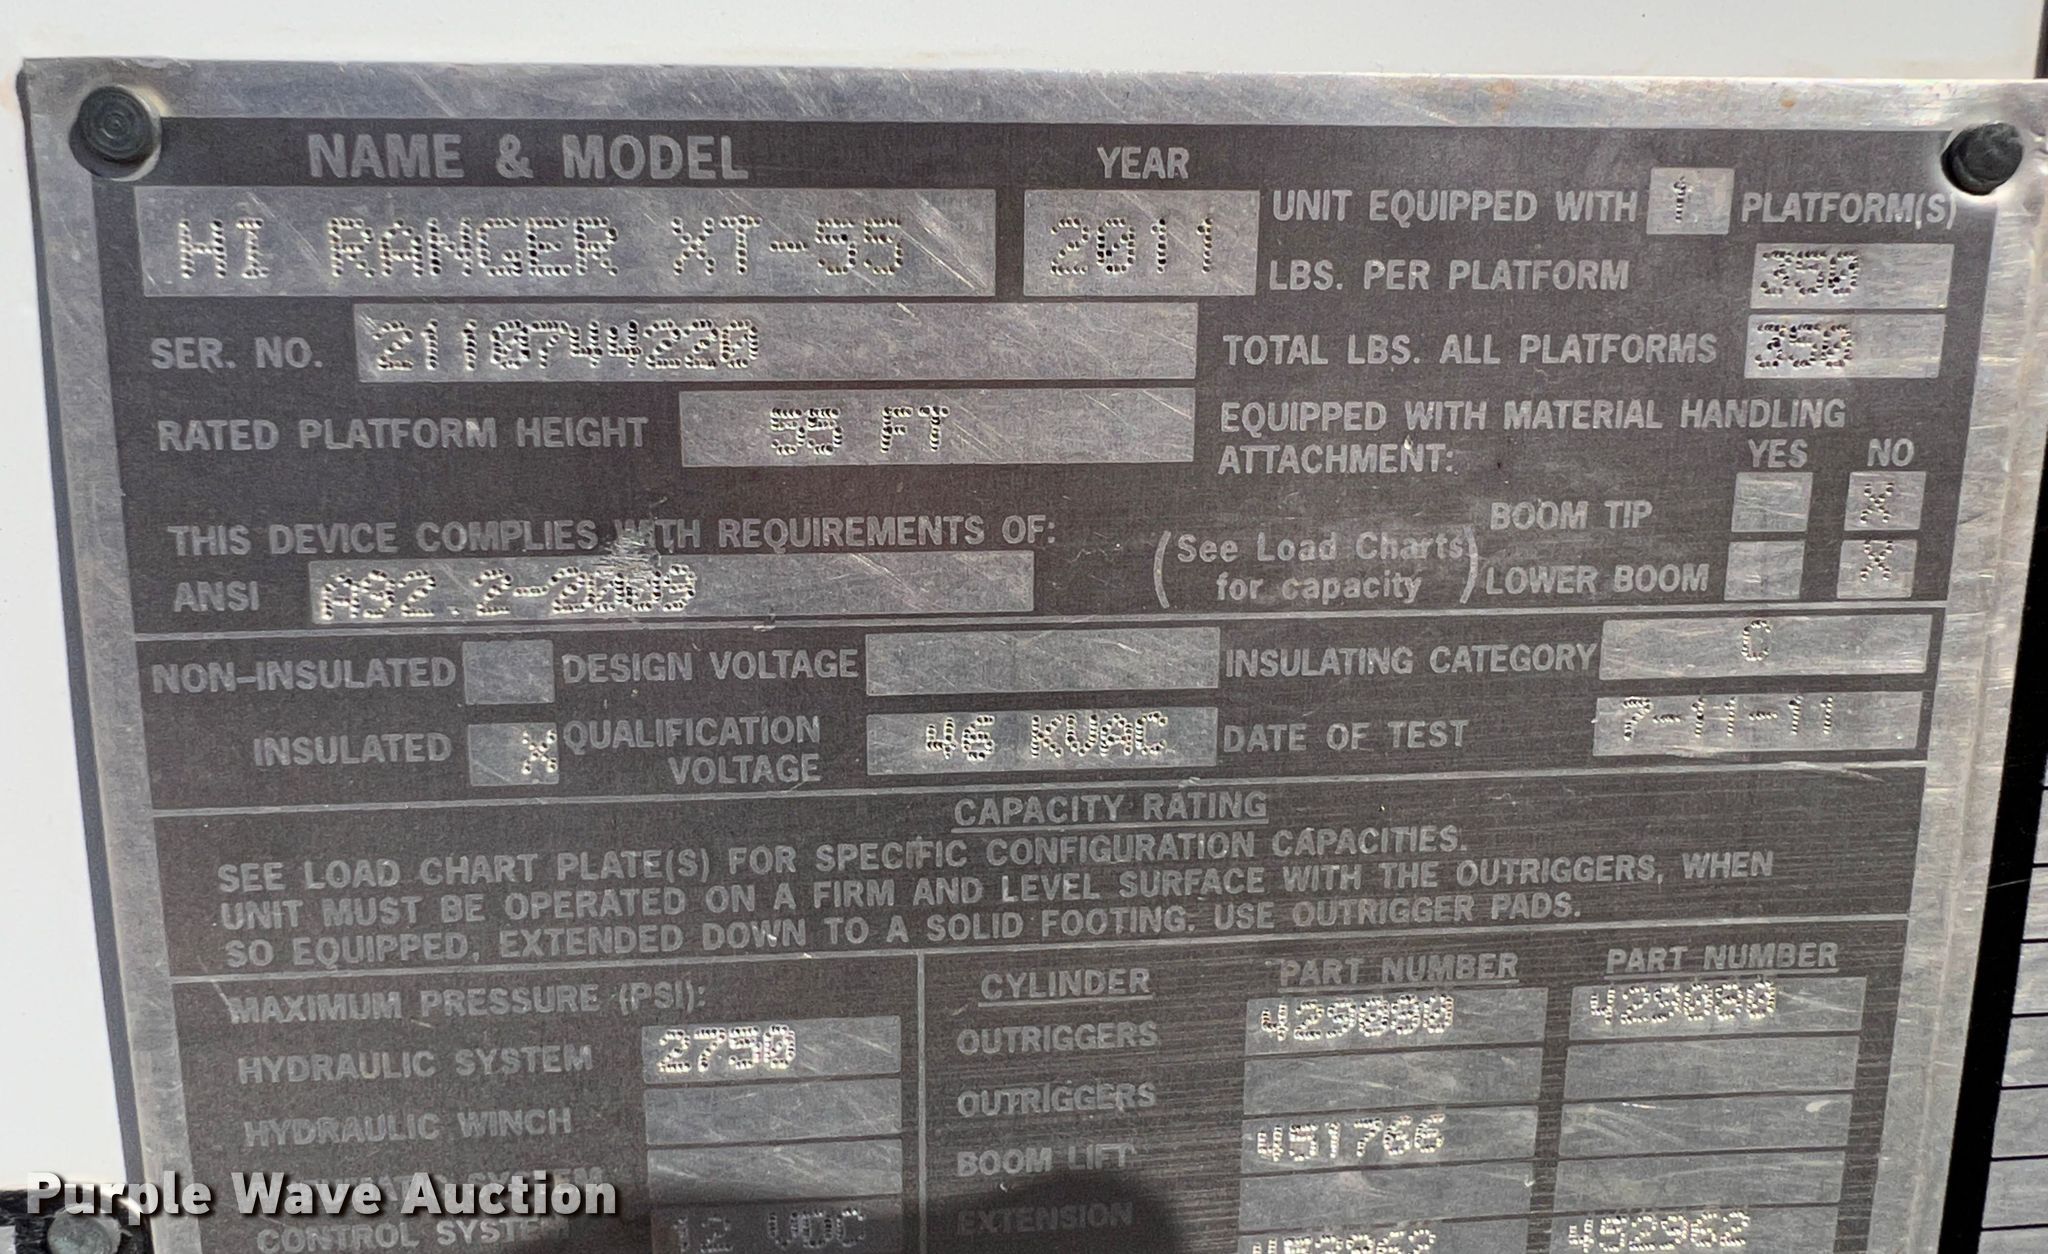 NAME & MODEL YEAR
HI RANGER XT-55 2011 UNIT EQUIPPED WITH 1 PLATFORM(S)
LBS. PER PLATFORM 350
SER. NO. 2110744220 TOTAL LBS. ALL PLATFORMS 350
RATED PLATFORM HEIGHT 55 FT EQUIPPED WITH MATERIAL HANDLING
ATTACHMENT: YES NO
THIS DEVICE COMPLIES WITH REQUIREMENTS OF: BOOM TIP X
(See Load Charts
for capacity) LOWER BOOM X
ANSI A92.2-2009
NON-INSULATED DESIGN VOLTAGE INSULATING CATEGORY C
INSULATED X QUALIFICATION VOLTAGE 46 KVAC DATE OF TEST 7-11-11
CAPACITY RATING
SEE LOAD CHART PLATE(S) FOR SPECIFIC CONFIGURATION CAPACITIES.
UNIT MUST BE OPERATED ON A FIRM AND LEVEL SURFACE WITH THE OUTRIGGERS, WHEN
SO EQUIPPED, EXTENDED DOWN TO A SOLID FOOTING. USE OUTRIGGER PADS.
MAXIMUM PRESSURE (PSI):
HYDRAULIC SYSTEM 2750
HYDRAULIC WINCH
SYSTEM
CONTROL SYSTEM 12 VDC
CYLINDER PART NUMBER PART NUMBER
OUTRIGGERS 429080 429080
OUTRIGGERS
BOOM LIFT 451766
EXTENSION
452962
Purple Wave Auction